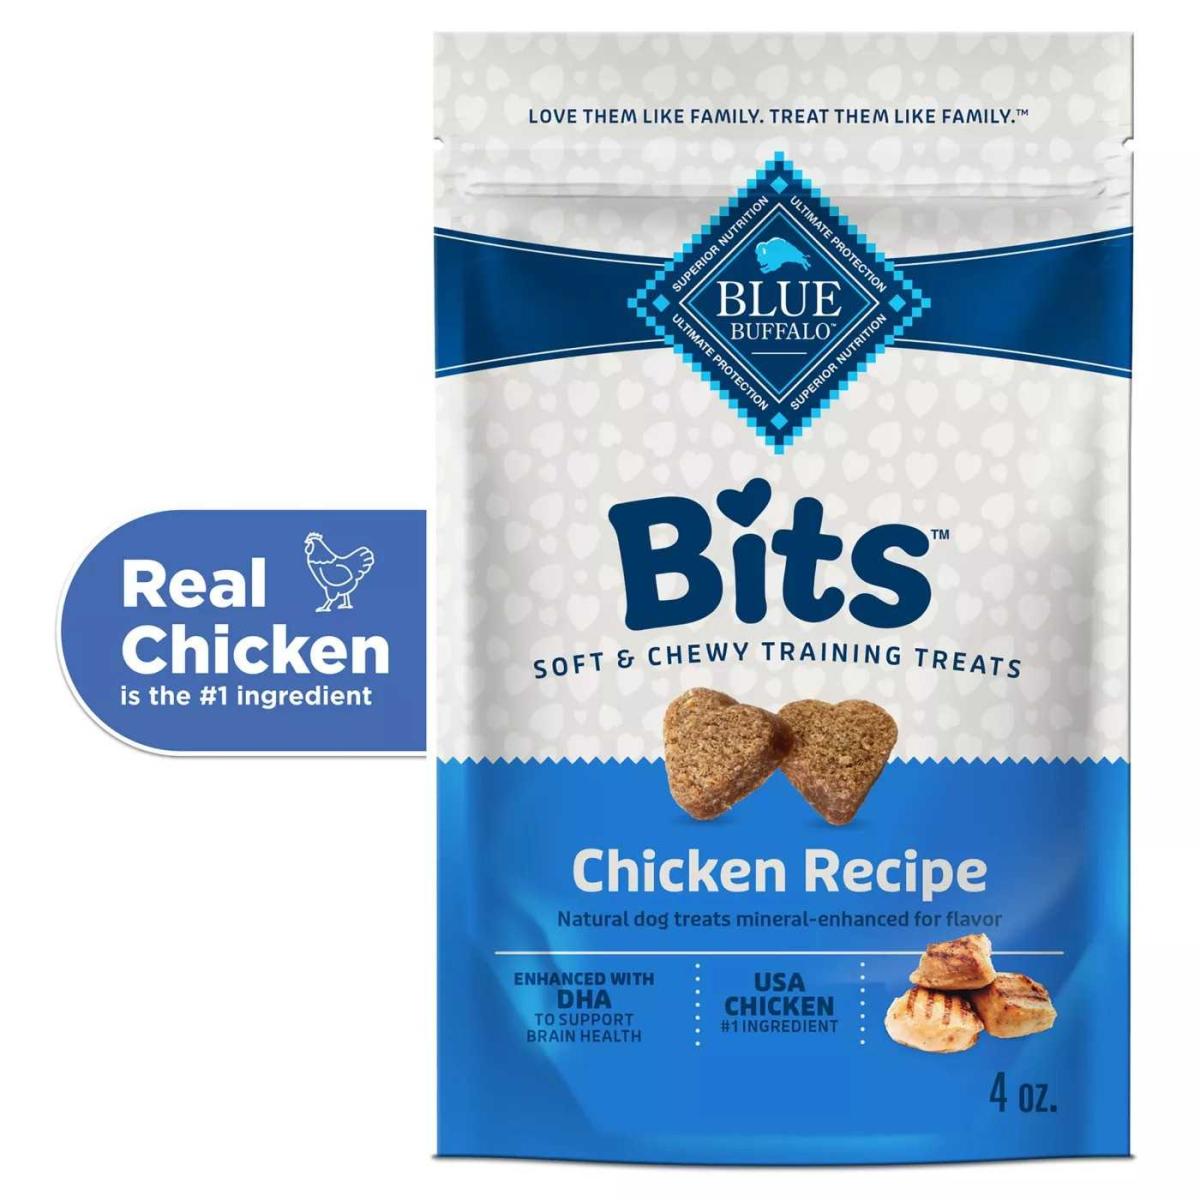 LOVE THEM LIKE FAMILY. TREAT THEM LIKE FAMILY.™
SUPERIOR NUTRITION
ULTIMATE PROTECTION
BLUE
BUFFALO™
ULTIMATE PROTECTION
SUPERIOR NUTRITION
Bits™
SOFT & CHEWY TRAINING TREATS
Real
Chicken
is the #1 ingredient
Chicken Recipe
Natural dog treats mineral-enhanced for flavor
ENHANCED WITH
DHA
TO SUPPORT
BRAIN HEALTH
USA
CHICKEN
#1 INGREDIENT
4 OZ.